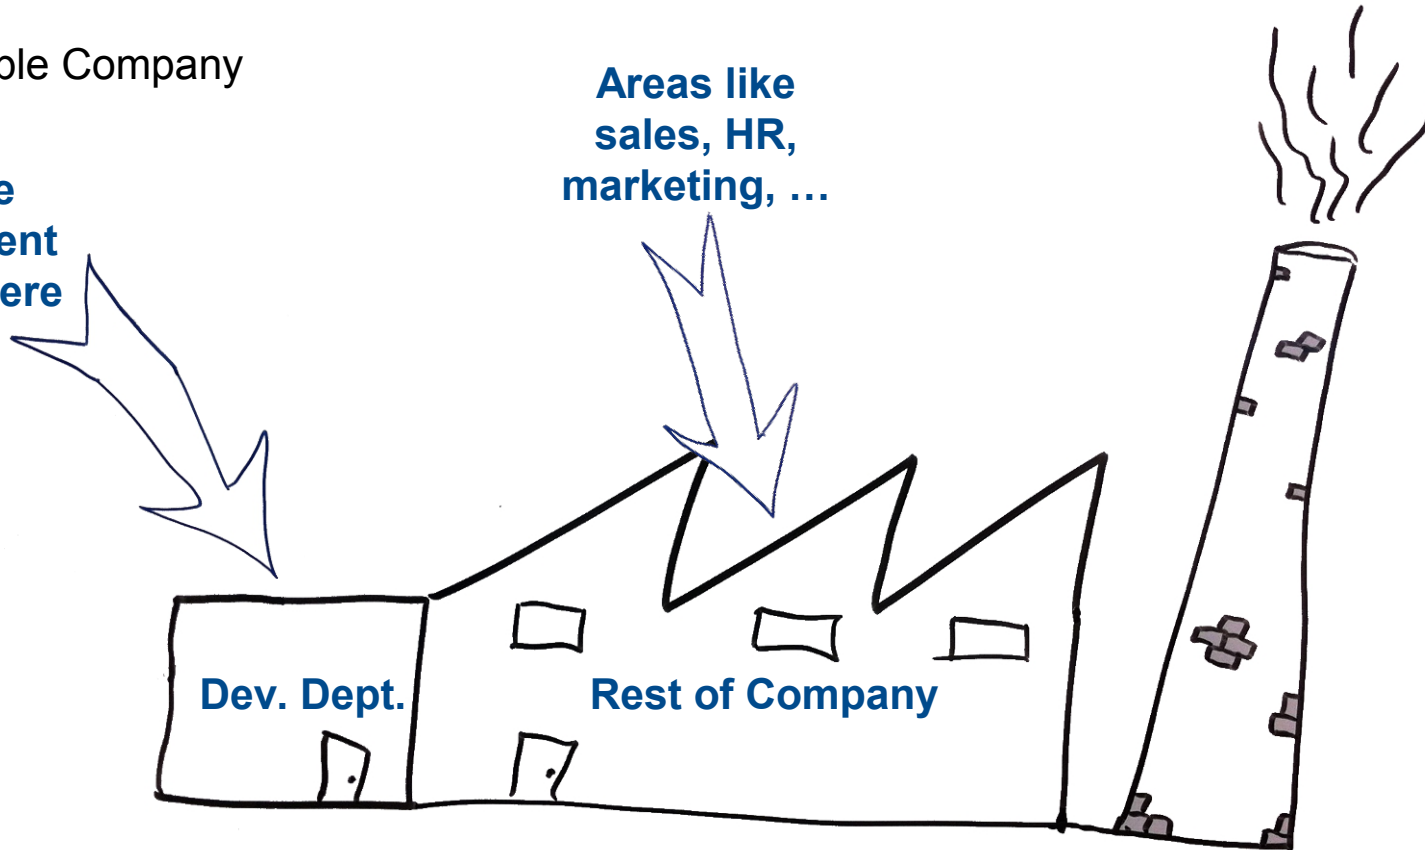 ple Company
Areas like
sales, HR,
marketing, …
e
ent
ere
Dev. Dept.
Rest of Company